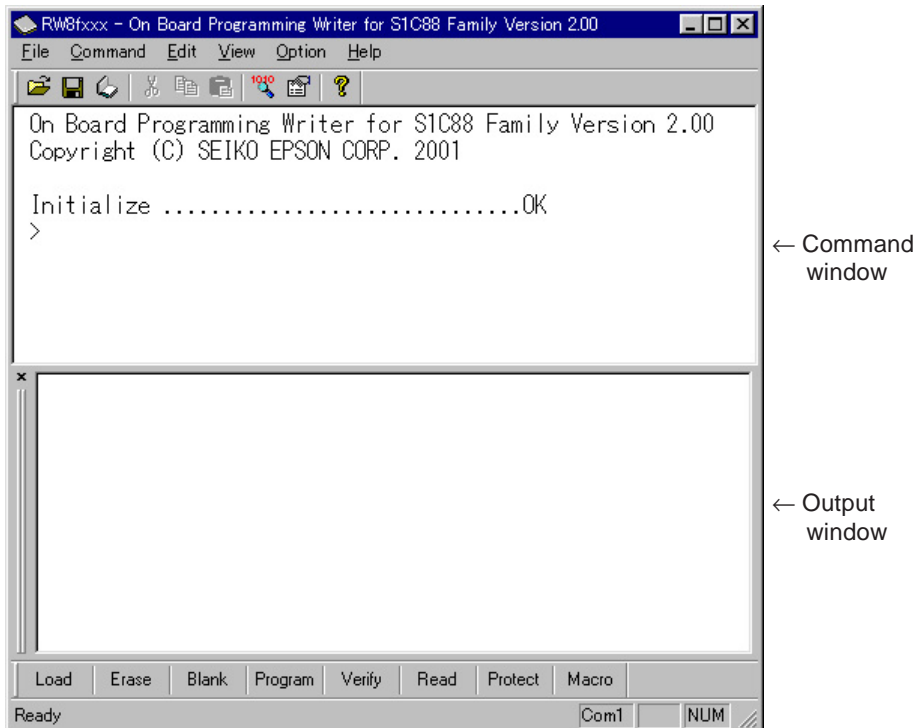 RW8fxxx - On Board Programming Writer for S1C88 Family Version 2.00
File Command Edit View Option Help
On Board Programming Writer for S1C88 Family Version 2.00
Copyright (C) SEIKO EPSON CORP. 2001
Initialize ..............................OK
>
← Command
window
← Output
window
Load Erase Blank Program Verify Read Protect Macro
Ready Com1 NUM